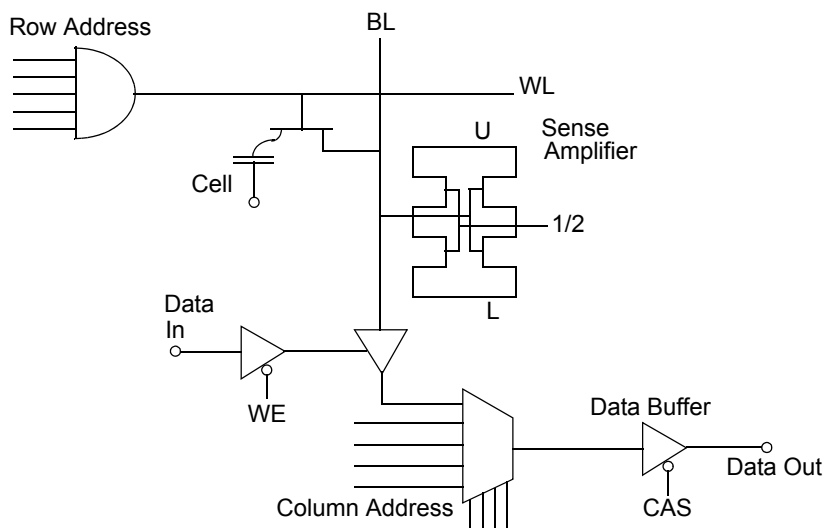 Row Address
BL
WL
U
Sense
Amplifier
Cell
1/2
L
Data
In
WE
Data Buffer
Data Out
Column Address
CAS